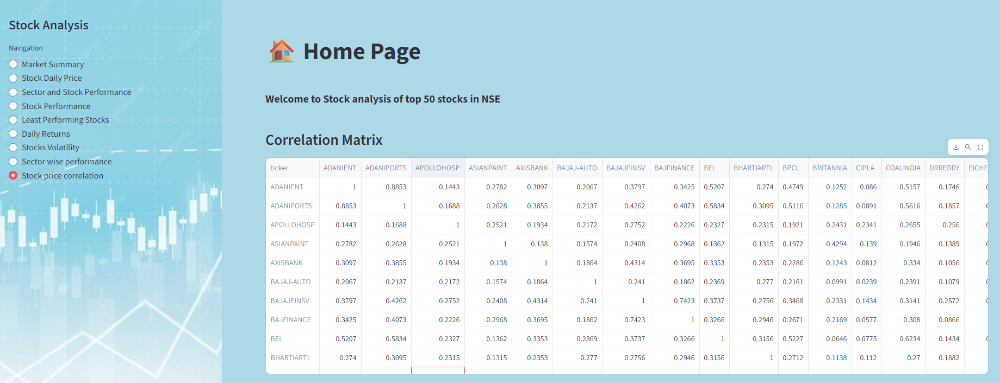 Stock Analysis
Navigation
Market Summary
Stock Daily Price
Sector and Stock Performance
Stock Performance
Least Performing Stocks
Daily Returns
Stocks Volatility
Sector wise performance
Stock price correlation
Home Page
Welcome to Stock analysis of top 50 stocks in NSE
Correlation Matrix
ticker ADANIENT ADANIPORTS APOLLOHOSP ASIANPAINT AXISBANK BAJAJ-AUTO BAJAJFINSV BAJFINANCE BEL BHARTIARTL BPCL BRITANNIA CIPLA COALINDIA DRREDDY EICHE
ADANIENT 1 0.8853 0.1443 0.2782 0.3097 0.2067 0.3797 0.3425 0.5207 0.274 0.4749 0.1252 0.086 0.5157 0.1746
ADANIPORTS 0.8853 1 0.1688 0.2628 0.3855 0.2137 0.4262 0.4073 0.5834 0.3095 0.5116 0.1285 0.0891 0.5616 0.1857
APOLLOHOSP 0.1443 0.1688 1 0.2521 0.1934 0.2172 0.2752 0.2226 0.2327 0.2315 0.1921 0.2431 0.2341 0.2655 0.256
ASIANPAINT 0.2782 0.2628 0.2521 1 0.138 0.1574 0.2408 0.2968 0.1362 0.1315 0.1972 0.4294 0.139 0.1946 0.1389
AXISBANK 0.3097 0.3855 0.1934 0.138 1 0.1864 0.4314 0.3695 0.3353 0.2353 0.2286 0.1243 0.0812 0.334 0.1056
BAJAJ-AUTO 0.2067 0.2137 0.2172 0.1574 0.1864 1 0.241 0.1862 0.2369 0.277 0.2161 0.0991 0.0239 0.2391 0.1079
BAJAJFINSV 0.3797 0.4262 0.2752 0.2408 0.4314 0.241 1 0.7423 0.3737 0.2756 0.3468 0.2331 0.1434 0.3141 0.2572
BAJFINANCE 0.3425 0.4073 0.2226 0.2968 0.3695 0.1862 0.7423 1 0.3266 0.2946 0.2671 0.2169 0.0577 0.308 0.0866
BEL 0.5207 0.5834 0.2327 0.1362 0.3353 0.2369 0.3737 0.3266 1 0.3156 0.5227 0.0646 0.0775 0.6234 0.1434
BHARTIARTL 0.274 0.3095 0.2315 0.1315 0.2353 0.277 0.2756 0.2946 0.3156 1 0.2712 0.1138 0.112 0.27 0.1882